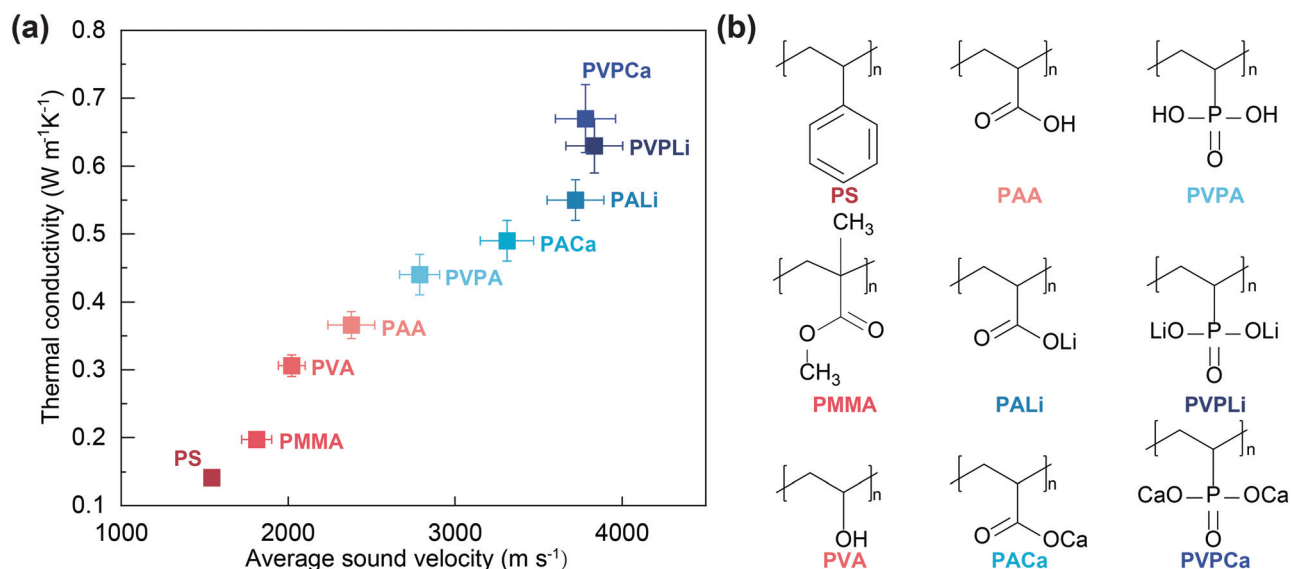 (a)
Thermal conductivity (W m⁻¹K⁻¹)
0.8
0.7
0.6
0.5
0.4
0.3
0.2
0.1
PVPCa
PVPLi
PALi
PACa
PVPA
PAA
PVA
PMMA
PS
1000 2000 3000 4000
Average sound velocity (m s⁻¹)
(b)
[ ]n
PS
[ ]n
O
OH
PAA
[ ]n
HO P OH
O
PVPA
CH₃
[ ]n
O O
CH₃
PMMA
[ ]n
O
OLi
PALi
[ ]n
LiO P OLi
O
PVPLi
[ ]n
OH
PVA
[ ]n
O
OCa
PACa
[ ]n
CaO P OCa
O
PVPCa